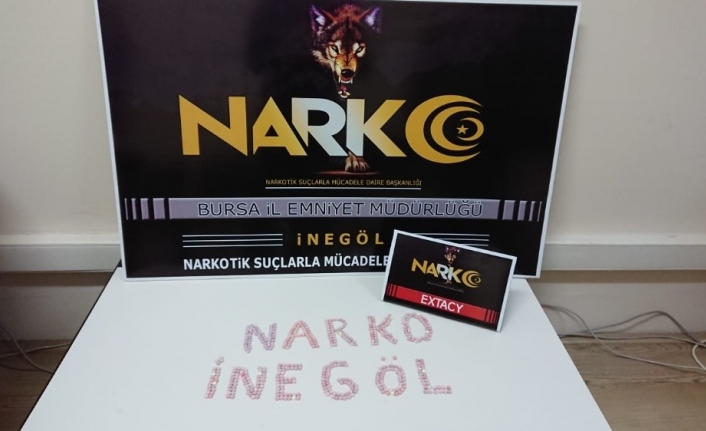 NARKO
NARKOTİK SUÇLARLA MÜCADELE DAİRE BAŞKANLIĞI
BURSA İL EMNİYET MÜDÜRLÜĞÜ
İNEGÖL
NARKOTİK SUÇLARLA MÜCADELE
NARKO
EXTACY
NARKO
İNEGÖL